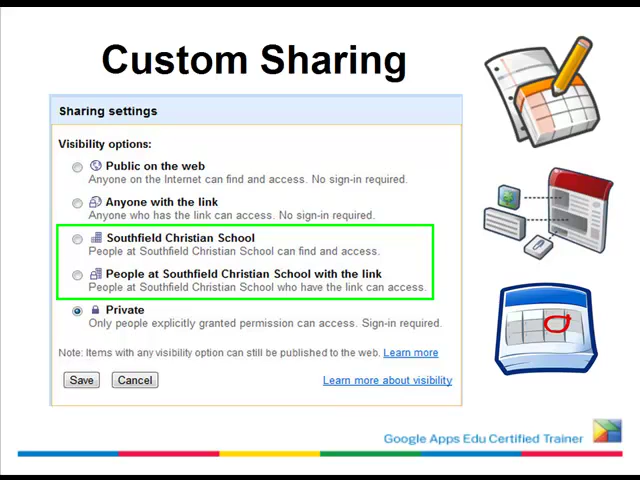 Custom Sharing
Sharing settings
Visibility options:
Public on the web
Anyone on the Internet can find and access. No sign-in required.
Anyone with the link
Anyone who has the link can access. No sign-in required.
Southfield Christian School
People at Southfield Christian School can find and access.
People at Southfield Christian School with the link
People at Southfield Christian School who have the link can access.
Private
Only people explicitly granted permission can access. Sign-in required.
Note: Items with any visibility option can still be published to the web. Learn more
Save Cancel Learn more about visibility
Google Apps Edu Certified Trainer